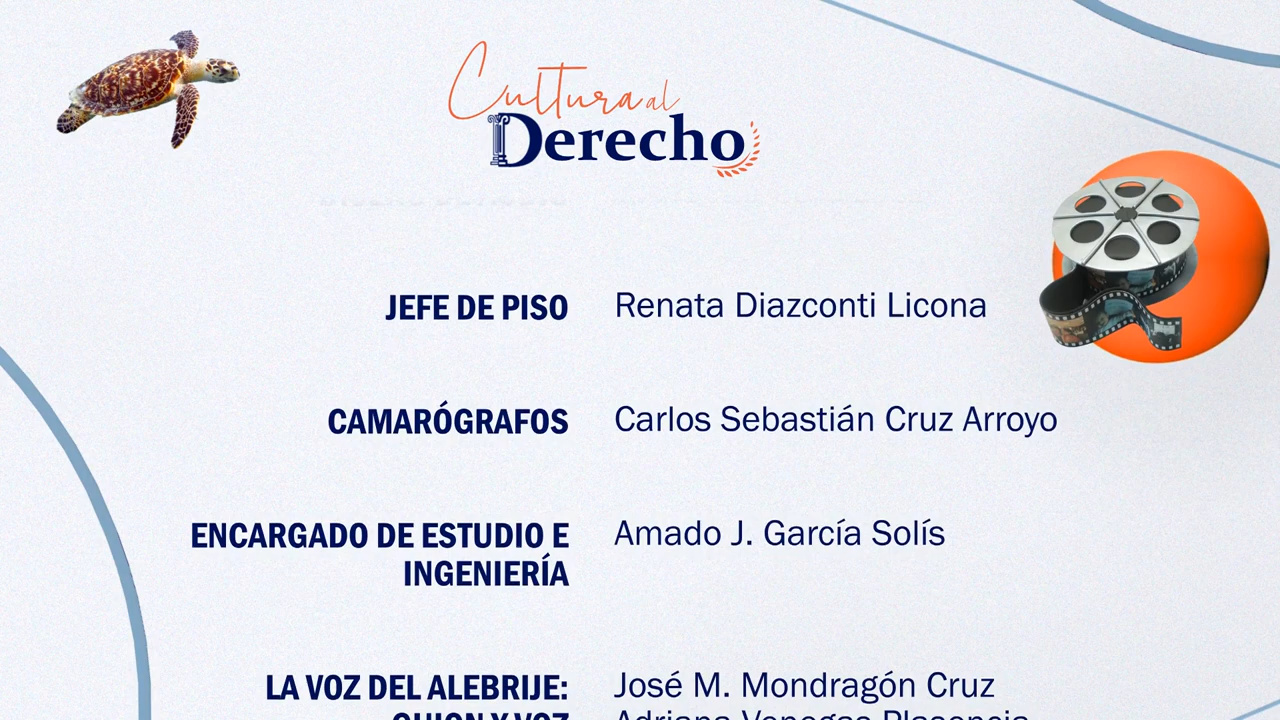 Cultura al
Derecho
JEFE DE PISO Renata Diazconti Licona
CAMARÓGRAFOS Carlos Sebastián Cruz Arroyo
ENCARGADO DE ESTUDIO E Amado J. García Solís
INGENIERÍA
LA VOZ DEL ALEBRIJE: José M. Mondragón Cruz